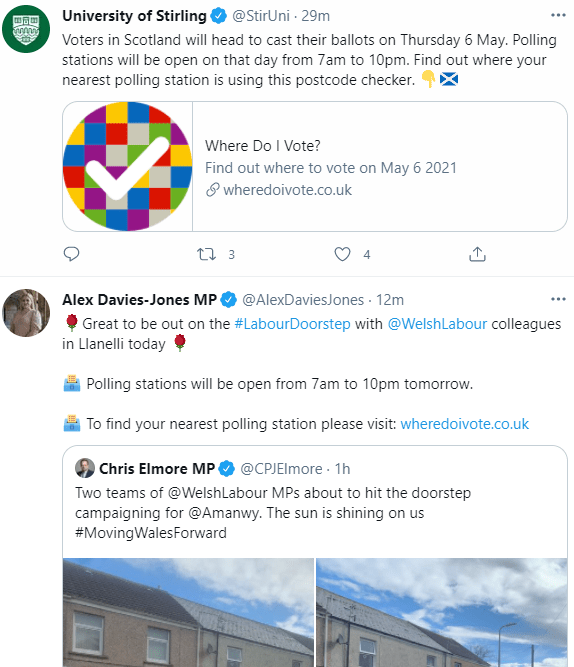 University of Stirling @StirUni · 29m
Voters in Scotland will head to cast their ballots on Thursday 6 May. Polling
stations will be open on that day from 7am to 10pm. Find out where your
nearest polling station is using this postcode checker. 👇🏴󠁧󠁢󠁳󠁣󠁴󠁿
Where Do I Vote?
Find out where to vote on May 6 2021
wheredoivote.co.uk
3 4
Alex Davies-Jones MP @AlexDaviesJones · 12m
🌹Great to be out on the #LabourDoorstep with @WelshLabour colleagues
in Llanelli today 🌹
🗳️ Polling stations will be open from 7am to 10pm tomorrow.
🗳️ To find your nearest polling station please visit: wheredoivote.co.uk
Chris Elmore MP @CPJElmore · 1h
Two teams of @WelshLabour MPs about to hit the doorstep
campaigning for @Amanwy. The sun is shining on us
#MovingWalesForward